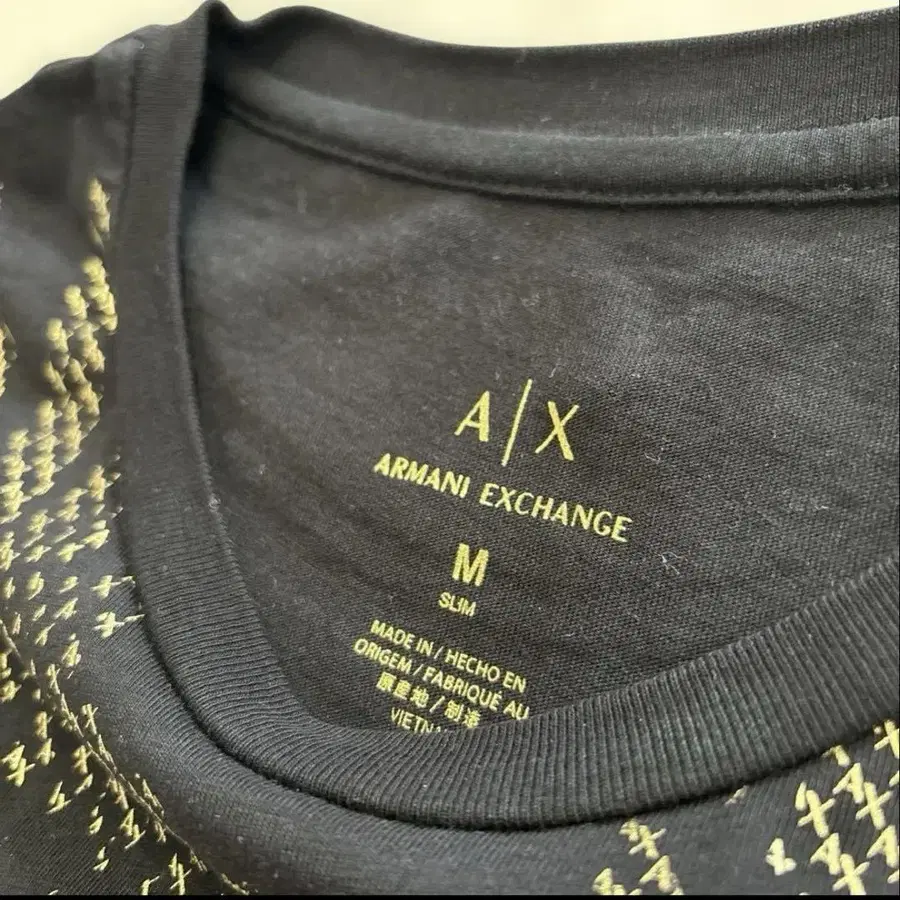 A|X
ARMANI EXCHANGE
M
SLIM
MADE IN / HECHO EN
ORIGEM / FABRIQUÉ AU
原産地 / 制造